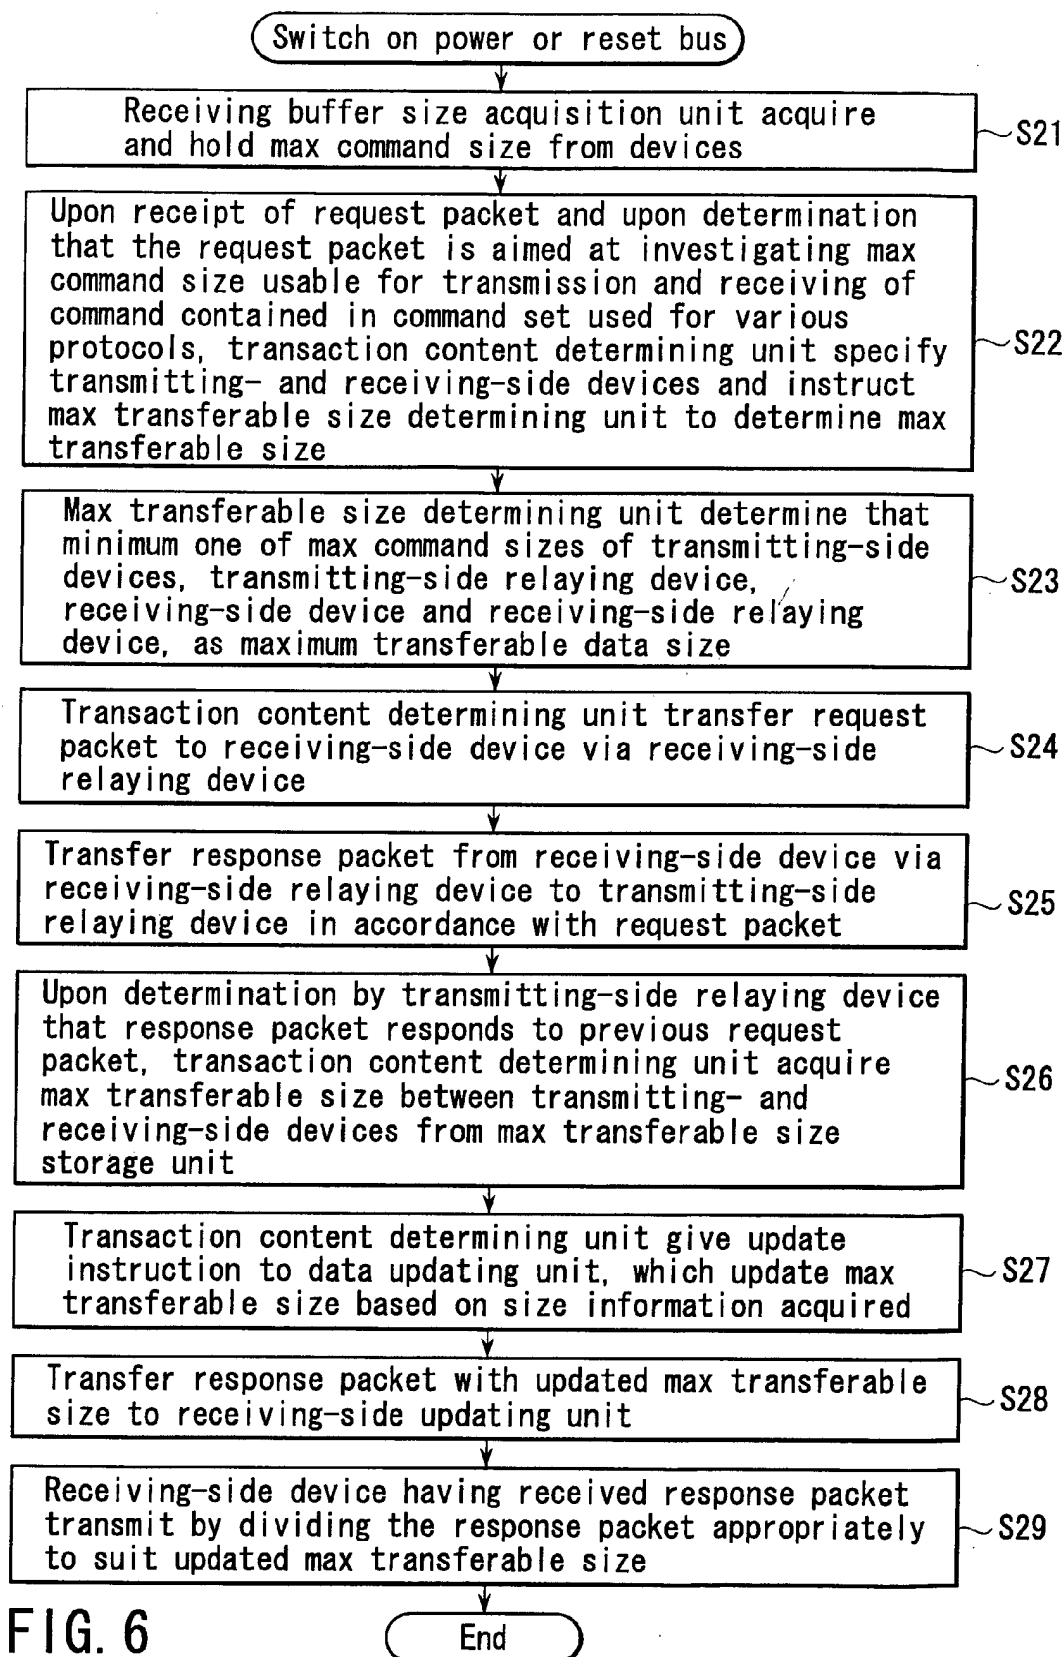 Switch on power or reset bus
Receiving buffer size acquisition unit acquire
and hold max command size from devices
S21
Upon receipt of request packet and upon determination
that the request packet is aimed at investigating max
command size usable for transmission and receiving of
command contained in command set used for various
protocols, transaction content determining unit specify
transmitting- and receiving-side devices and instruct
max transferable size determining unit to determine max
transferable size
S22
Max transferable size determining unit determine that
minimum one of max command sizes of transmitting-side
devices, transmitting-side relaying device,
receiving-side device and receiving-side relaying
device, as maximum transferable data size
S23
Transaction content determining unit transfer request
packet to receiving-side device via receiving-side
relaying device
S24
Transfer response packet from receiving-side device via
receiving-side relaying device to transmitting-side
relaying device in accordance with request packet
S25
Upon determination by transmitting-side relaying device
that response packet responds to previous request
packet, transaction content determining unit acquire
max transferable size between transmitting- and
receiving-side devices from max transferable size
storage unit
S26
Transaction content determining unit give update
instruction to data updating unit, which update max
transferable size based on size information acquired
S27
Transfer response packet with updated max transferable
size to receiving-side updating unit
S28
Receiving-side device having received response packet
transmit by dividing the response packet appropriately
to suit updated max transferable size
S29
End
FIG. 6